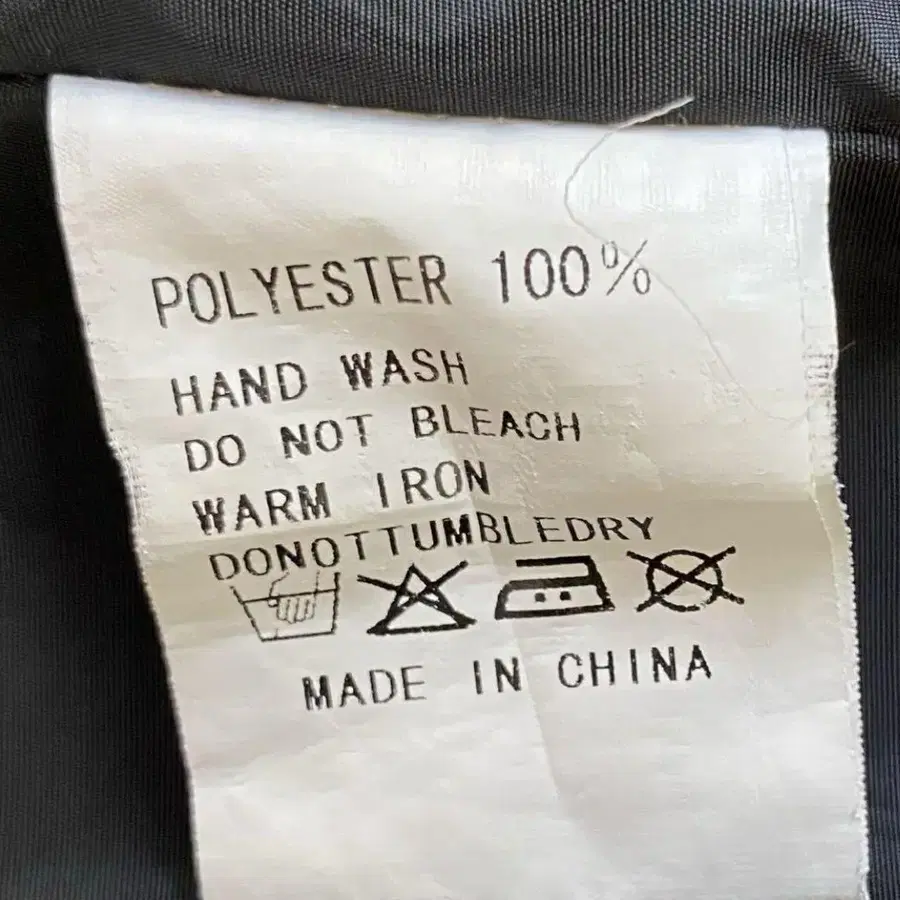 POLYESTER 100%
HAND WASH
DO NOT BLEACH
WARM IRON
DONOTTUMBLEDRY
MADE IN CHINA